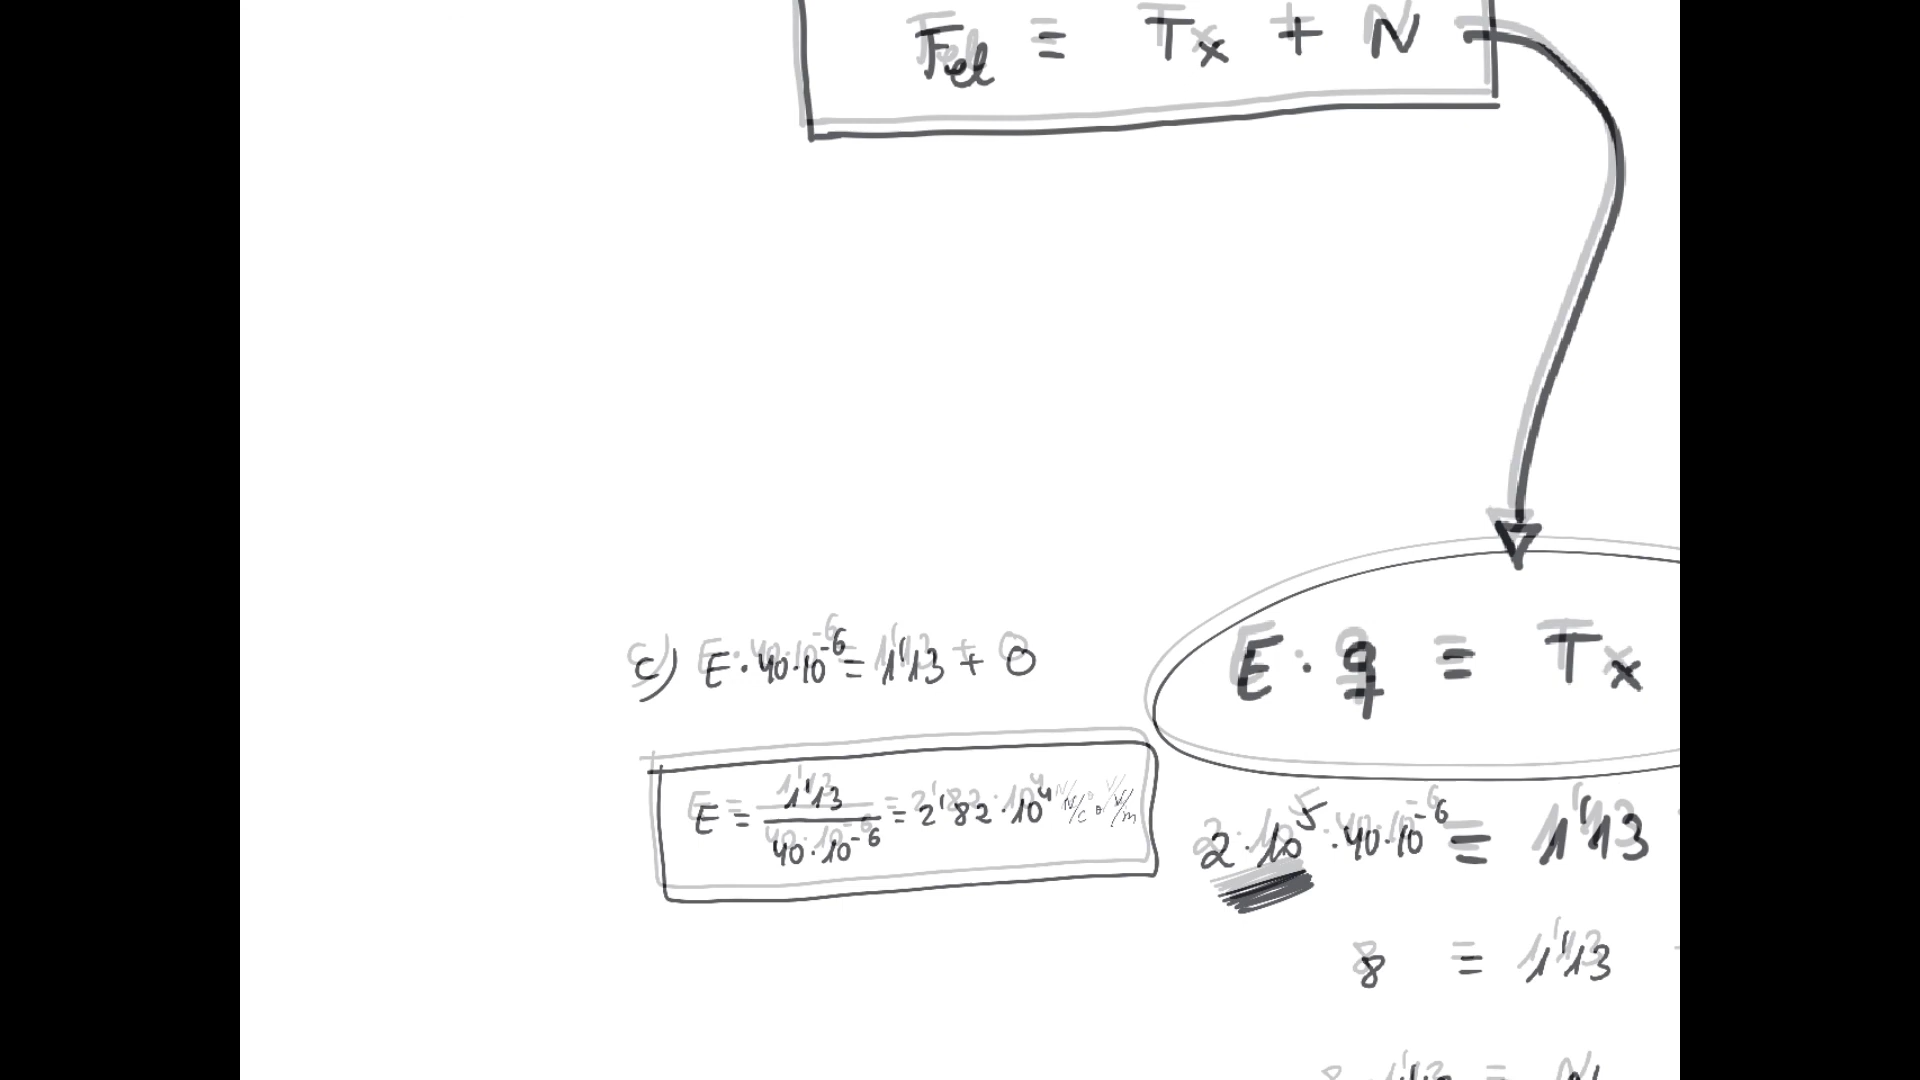 Fel = Tx + N
c) E · 40·10⁻⁶ = 1'13 + 0
E · q = Tx
E = 1'13 / 40·10⁻⁶ = 2'82 · 10⁴ N/C o V/m
2·10⁵ · 40·10⁻⁶ = 1'13
8 = 1'13